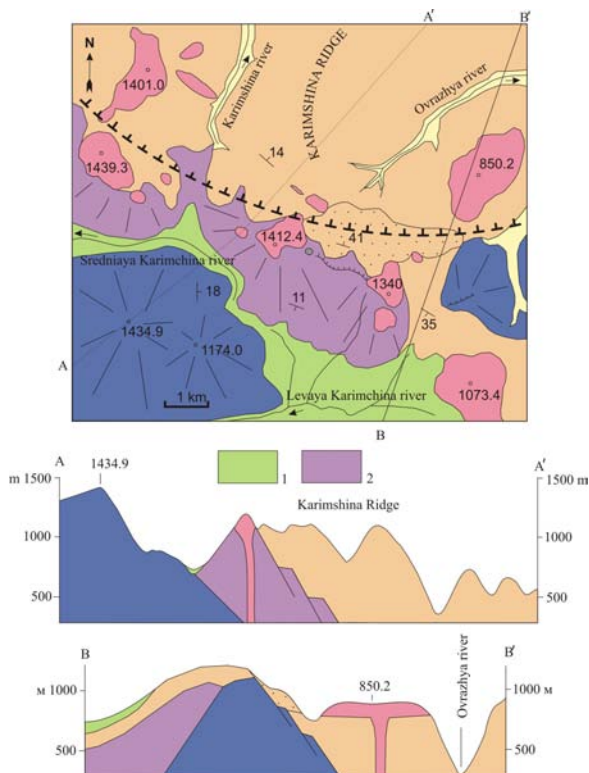 A'
B'
N
1401.0
Karimshina river
KARIMSHINA RIDGE
Ovrazhya river
14
850.2
1439.3
1412.4
41
Sredniaya Karimchina river
18
11
1340
35
1434.9
1174.0
A
1073.4
1 km
Levaya Karimchina river
B
A
1434.9
1
2
A'
m 1500
1500 m
Karimshina Ridge
1000
1000
500
500
B
850.2
Ovrazhya river
B'
м 1000
1000 м
500
500